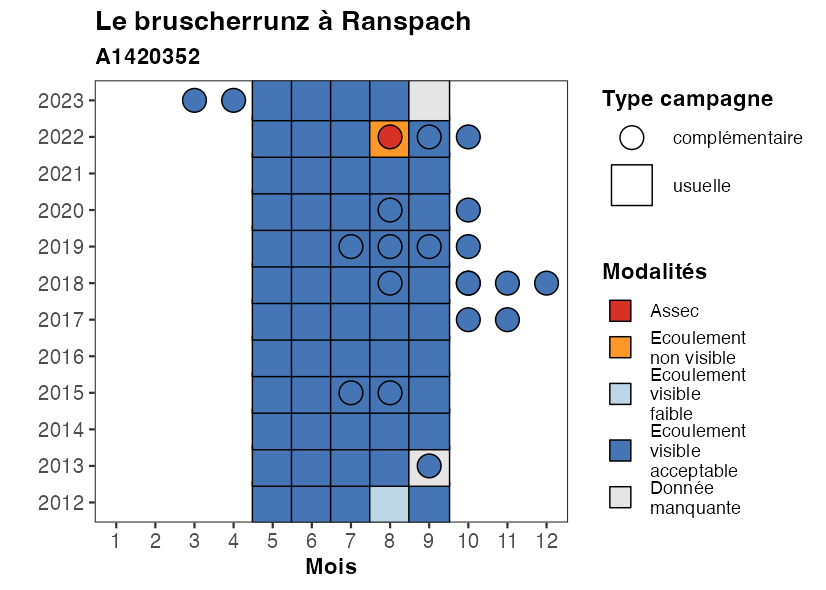 Le bruscherrunz à Ranspach
A1420352
2023
2022
2021
2020
2019
2018
2017
2016
2015
2014
2013
2012
1 2 3 4 5 6 7 8 9 10 11 12
Mois
Type campagne
complémentaire
usuelle
Modalités
Assec
Ecoulement
non visible
Ecoulement
visible
faible
Ecoulement
visible
acceptable
Donnée
manquante